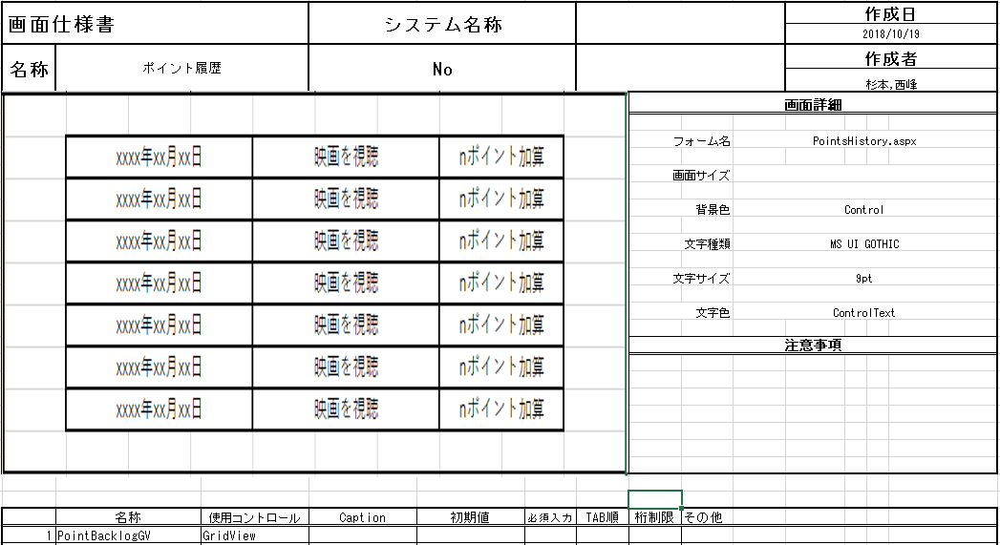 画面仕様書 システム名称 作成日
2018/10/19
名称 ポイント履歴 No 作成者
杉本,西峰
画面詳細
フォーム名 PointsHistory.aspx
画面サイズ
背景色 Control
文字種類 MS UI GOTHIC
文字サイズ 9pt
文字色 ControlText
注意事項
xxxx年xx月xx日 映画を視聴 nポイント加算
xxxx年xx月xx日 映画を視聴 nポイント加算
xxxx年xx月xx日 映画を視聴 nポイント加算
xxxx年xx月xx日 映画を視聴 nポイント加算
xxxx年xx月xx日 映画を視聴 nポイント加算
xxxx年xx月xx日 映画を視聴 nポイント加算
xxxx年xx月xx日 映画を視聴 nポイント加算
名称 使用コントロール Caption 初期値 必須入力 TAB順 桁制限 その他
1 PointBacklogGV GridView